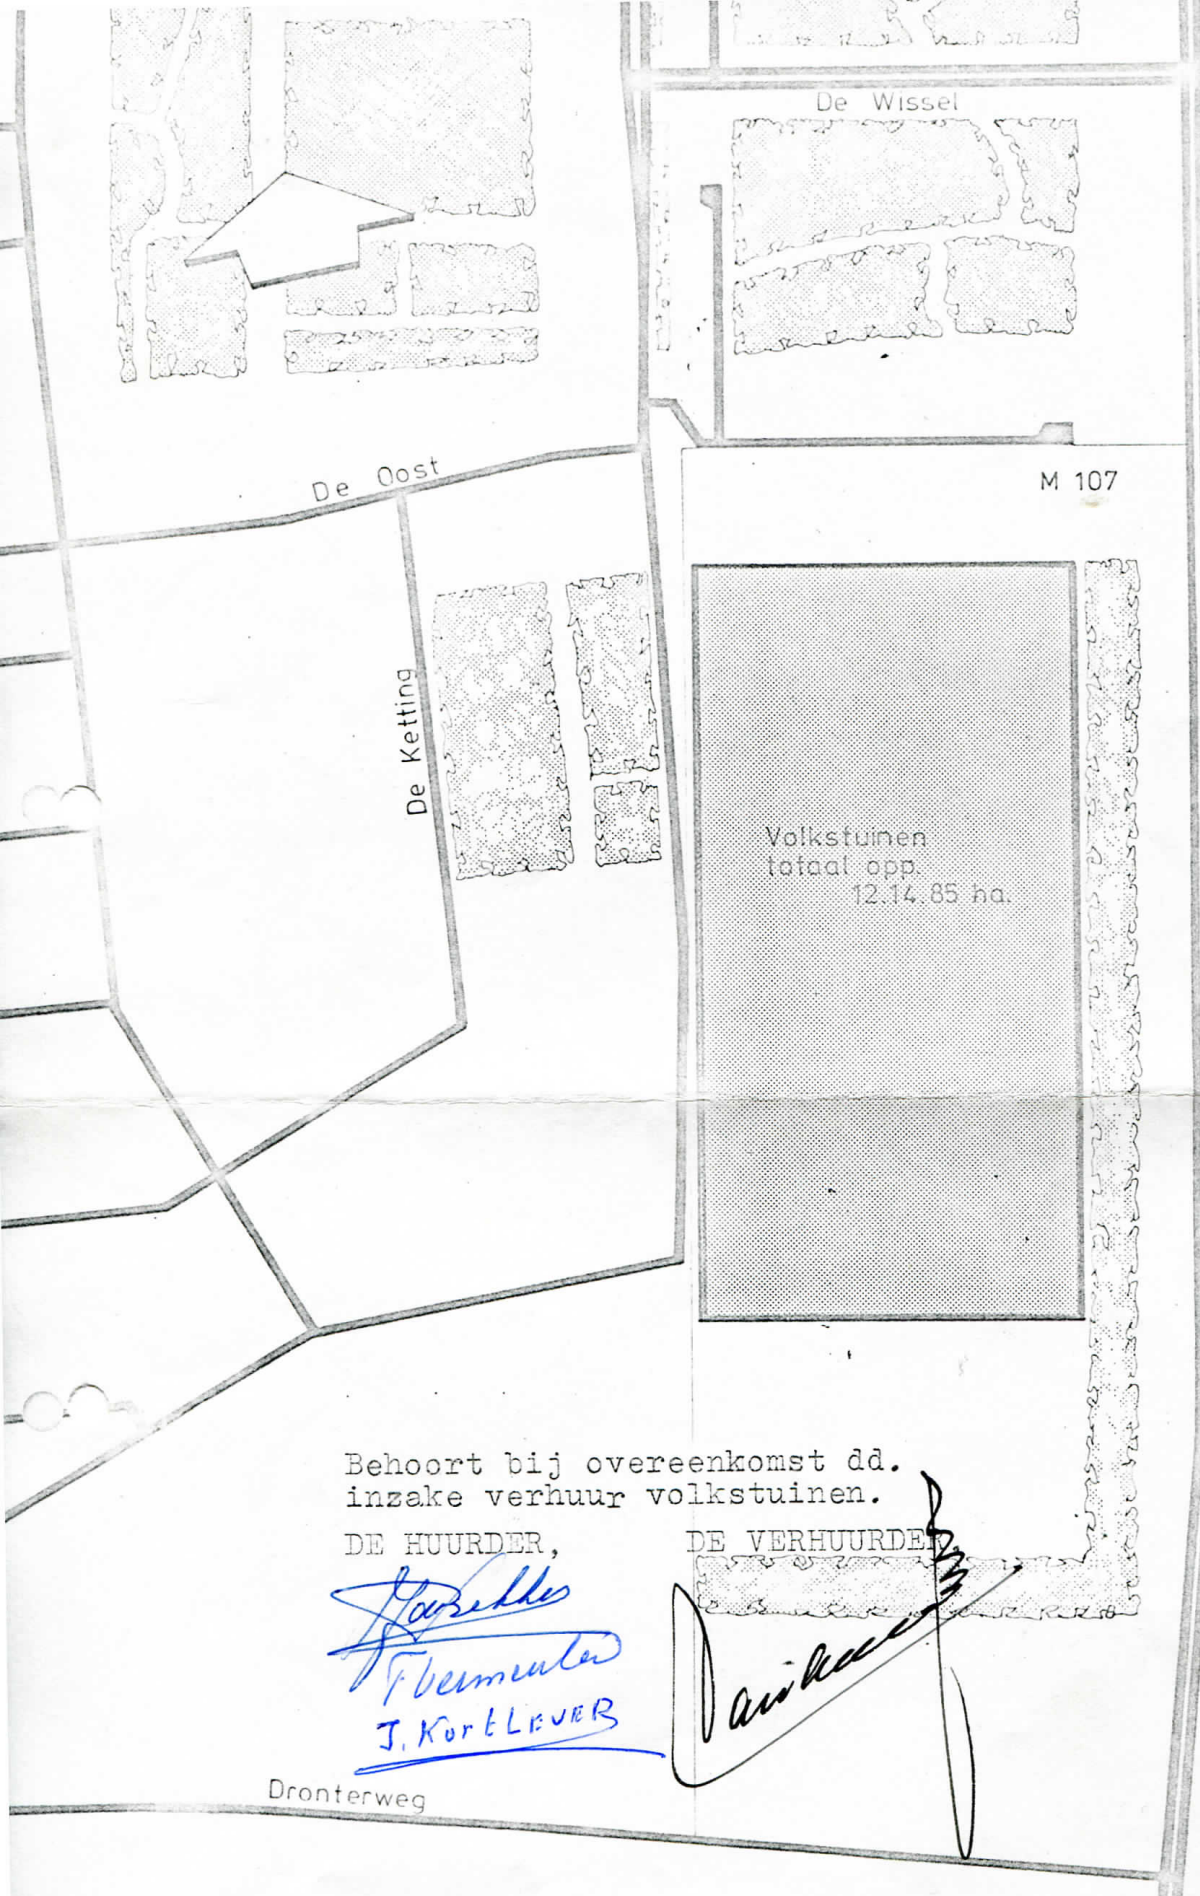 De Wissel
De Oost
M 107
De Ketting
Volkstuinen
totaal opp.
12.14.85 ha.
Behoort bij overeenkomst dd.
inzake verhuur volkstuinen.
DE HUURDER, DE VERHUURDER,
J. KortLEVER
Dronterweg